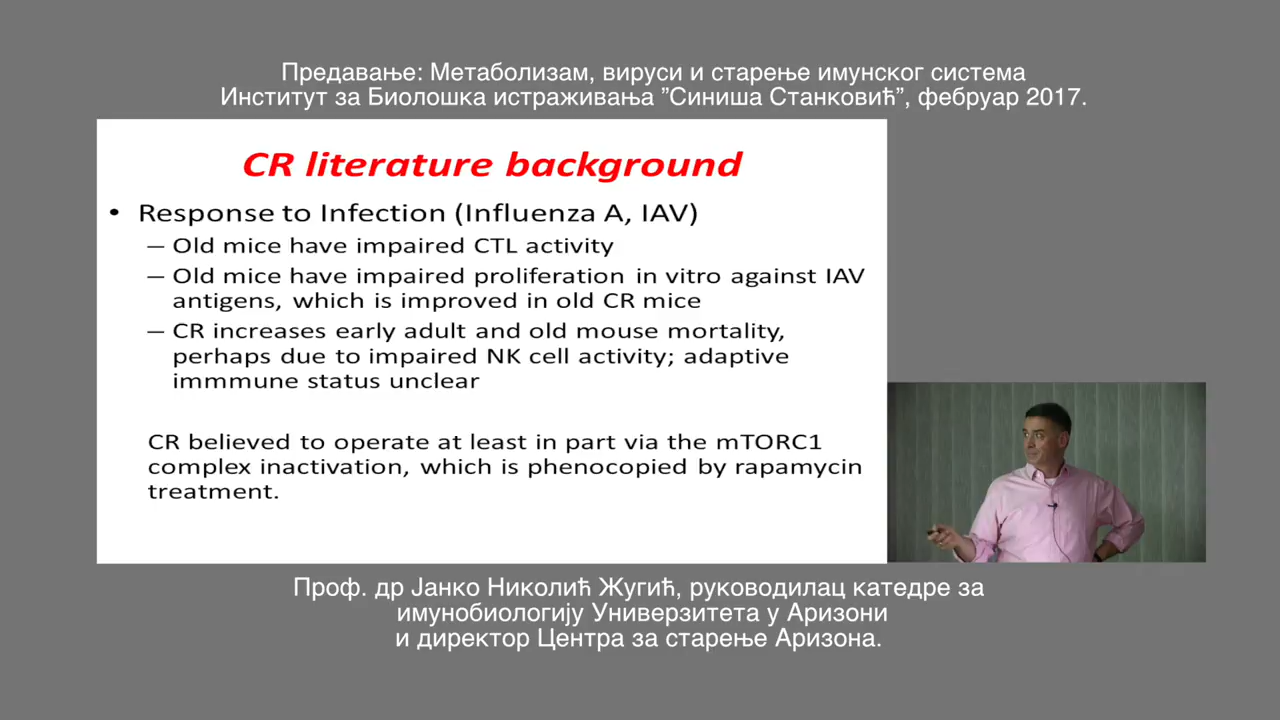 Предавање: Метаболизам, вируси и старење имунског система
Институт за Биолошка истраживања ”Синиша Станковић”, фебруар 2017.
CR literature background
• Response to Infection (Influenza A, IAV)
— Old mice have impaired CTL activity
— Old mice have impaired proliferation in vitro against IAV
antigens, which is improved in old CR mice
— CR increases early adult and old mouse mortality,
perhaps due to impaired NK cell activity; adaptive
immmune status unclear
CR believed to operate at least in part via the mTORC1
complex inactivation, which is phenocopied by rapamycin
treatment.
Проф. др Јанко Николић Жугић, руководилац катедре за
имунобиологију Универзитета у Аризони
и директор Центра за старење Аризона.